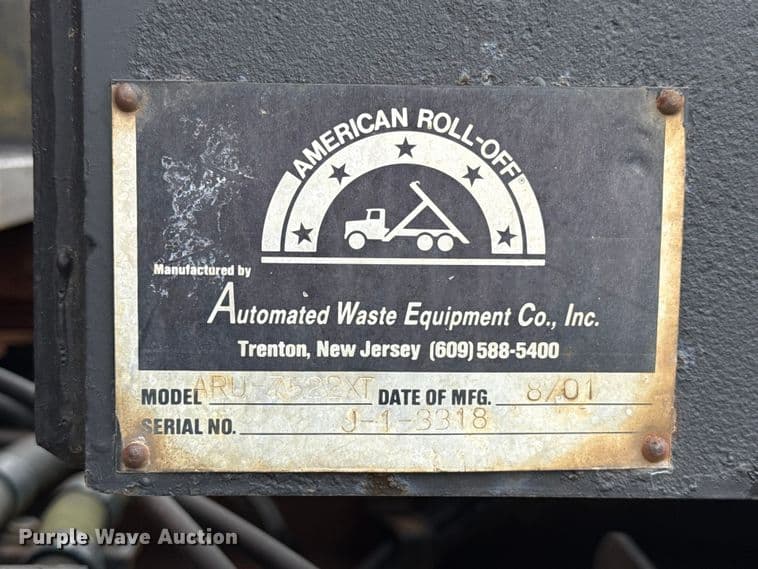 AMERICAN ROLL-OFF
Manufactured by
Automated Waste Equipment Co., Inc.
Trenton, New Jersey (609) 588-5400
MODEL ARU-7522XT DATE OF MFG. 8/01
SERIAL NO. J-1-3318
Purple Wave Auction